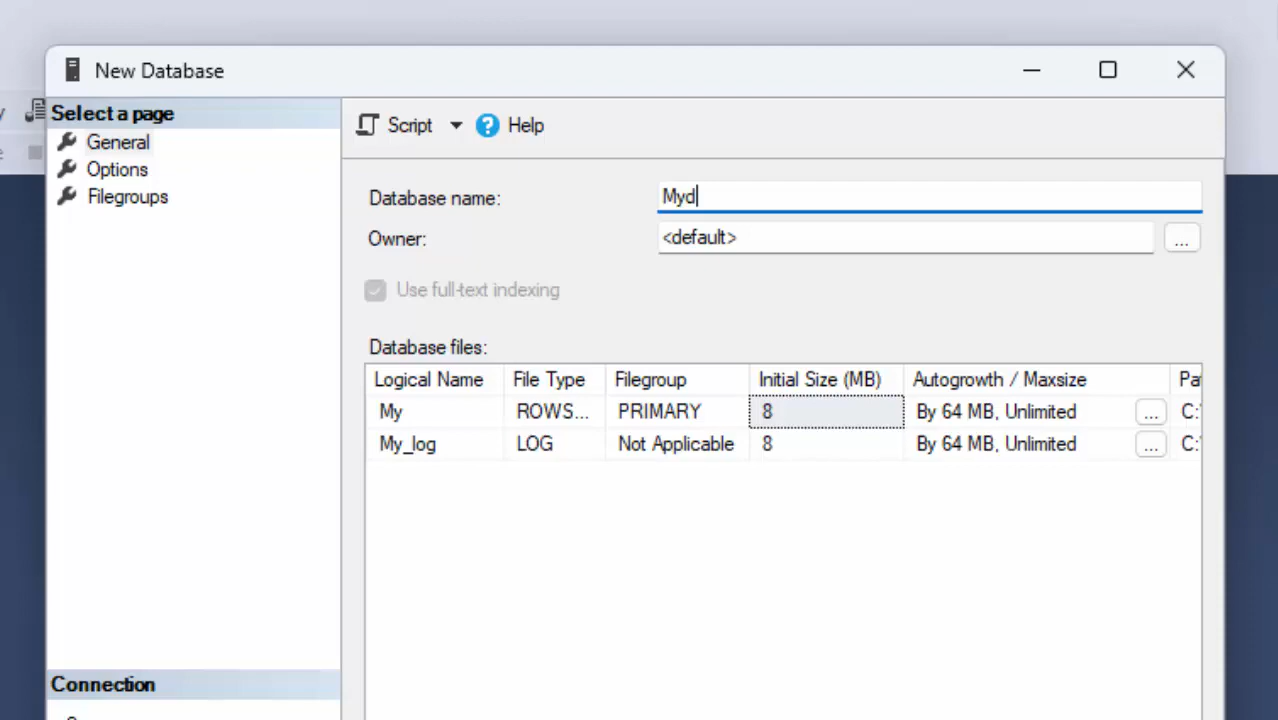 New Database
Select a page
General
Options
Filegroups
Script
Help
Database name:
Myd
Owner:
<default>
...
Use full-text indexing
Database files:
Logical Name File Type Filegroup Initial Size (MB) Autogrowth / Maxsize
My ROWS... PRIMARY 8 By 64 MB, Unlimited ... C:\
My_log LOG Not Applicable 8 By 64 MB, Unlimited ... C:\
Connection